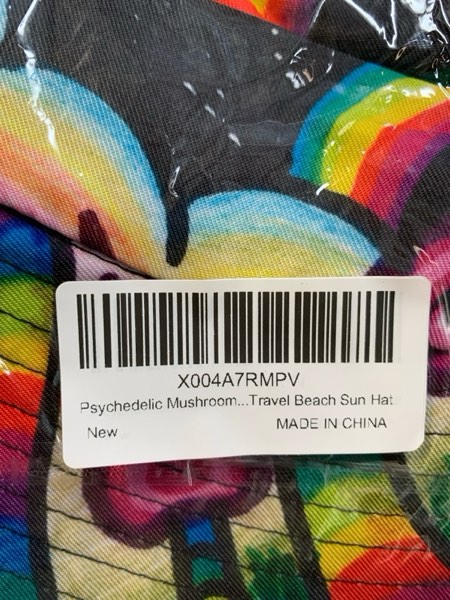 X004A7RMPV
Psychedelic Mushroom...Travel Beach Sun Hat
New
MADE IN CHINA